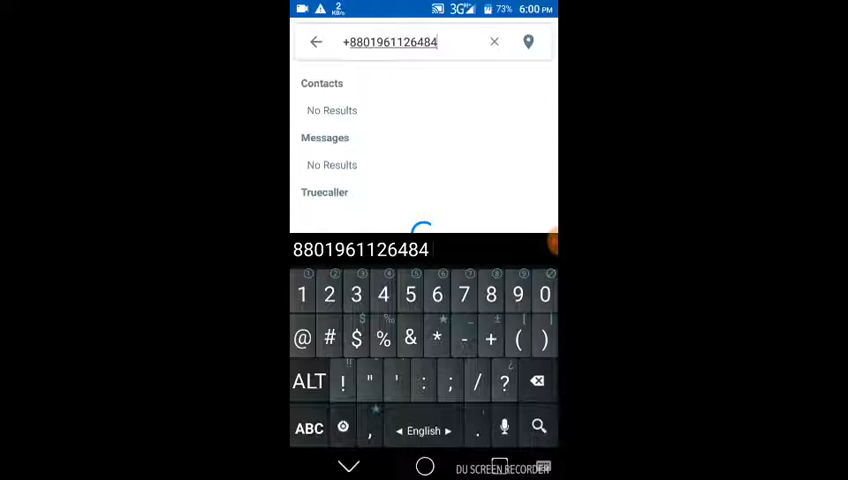 2
KB/s
3G
73%
6:00 PM
+8801961126484
Contacts
No Results
Messages
No Results
Truecaller
8801961126484
1 2 3 4 5 6 7 8 9 0
@ # $ % & * - + ( )
ALT ! " ' : ; / ?
ABC , ◄ English ► .
DU SCREEN RECORDER